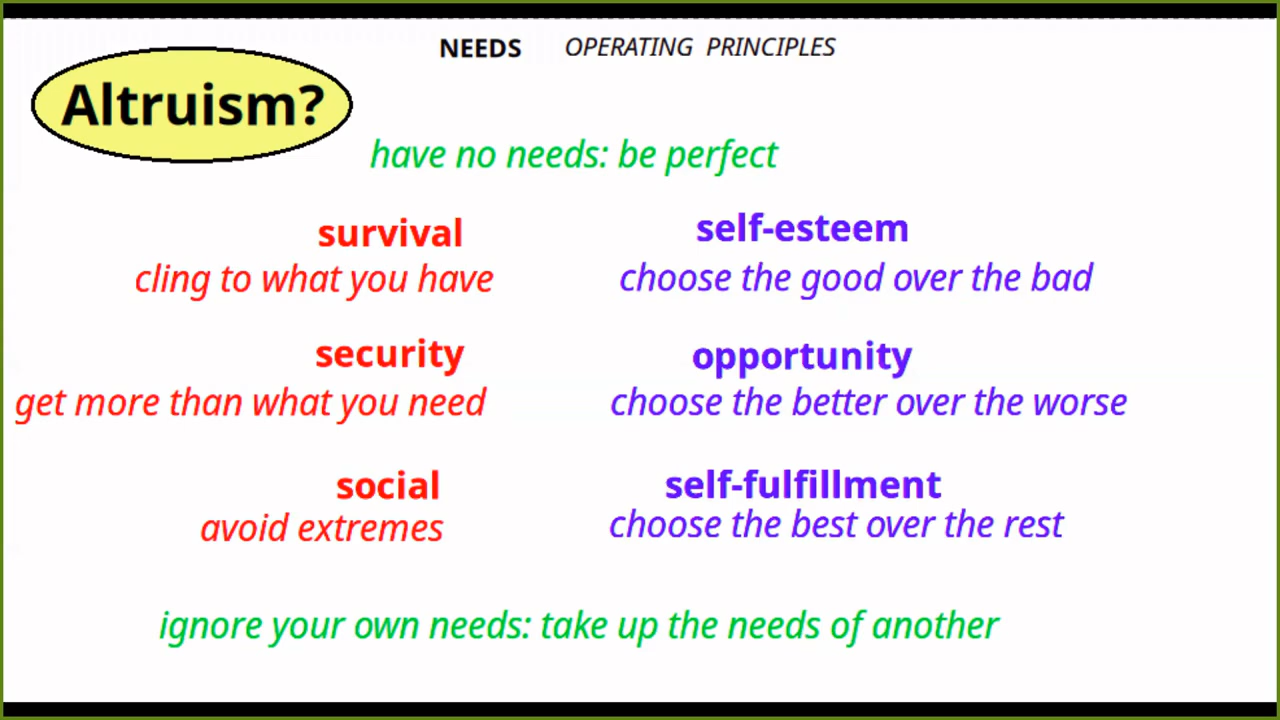 NEEDS OPERATING PRINCIPLES
Altruism?
have no needs: be perfect
survival
cling to what you have
self-esteem
choose the good over the bad
security
get more than what you need
opportunity
choose the better over the worse
social
avoid extremes
self-fulfillment
choose the best over the rest
ignore your own needs: take up the needs of another